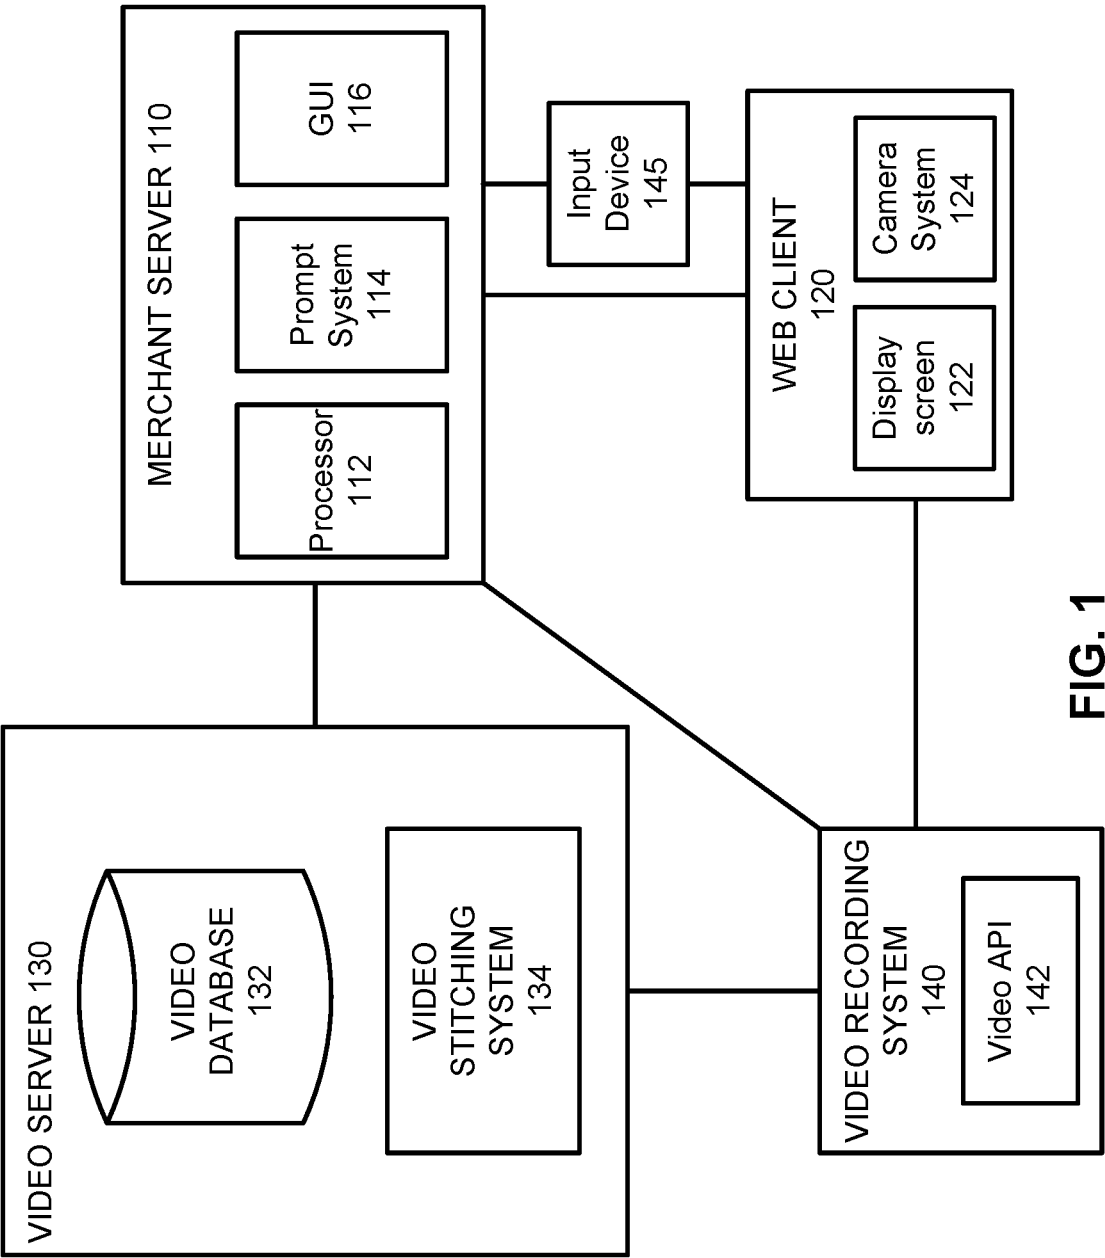 VIDEO SERVER 130
VIDEO
DATABASE
132
VIDEO
STITCHING
SYSTEM
134
MERCHANT SERVER 110
Processor
112
Prompt
System
114
GUI
116
Input
Device
145
VIDEO RECORDING
SYSTEM
140
Video API
142
WEB CLIENT
120
Display
screen
122
Camera
System
124
FIG. 1